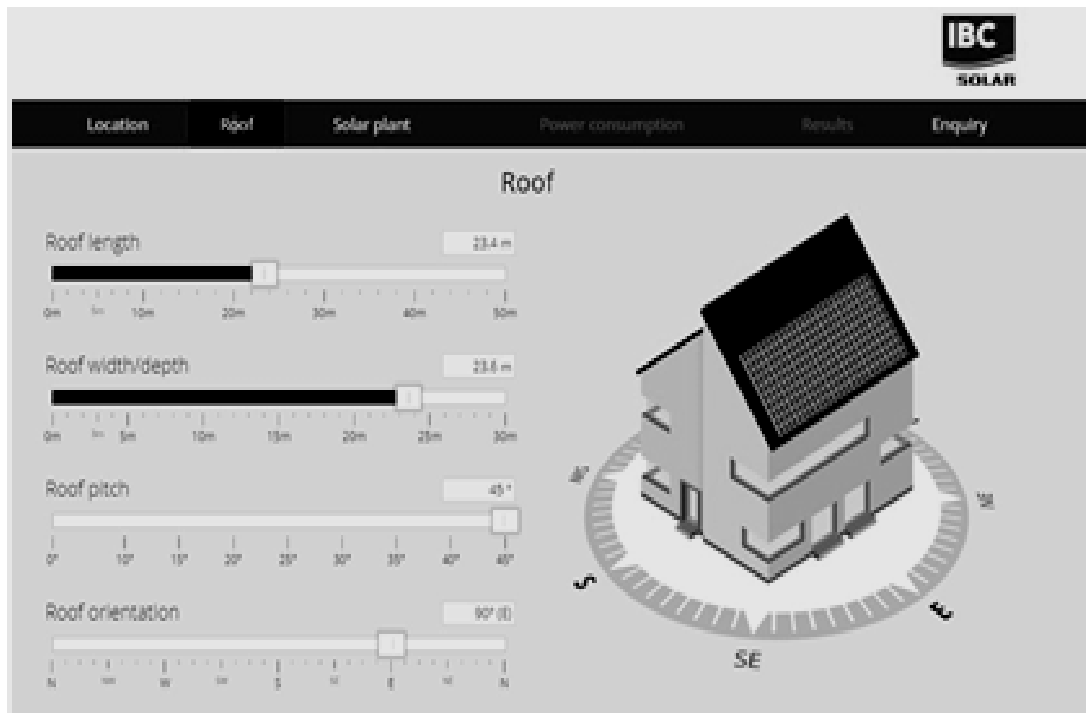 IBC
SOLAR
Location Roof Solar plant Power consumption Results Enquiry
Roof
Roof length 23.4 m
0m 5m 10m 20m 30m 40m 50m
Roof width/depth 23.6 m
0m 5m 10m 15m 20m 25m 30m
Roof pitch 45°
0° 10° 15° 20° 25° 30° 35° 40° 45°
Roof orientation 90° (E)
N W S E N
S
SE
E